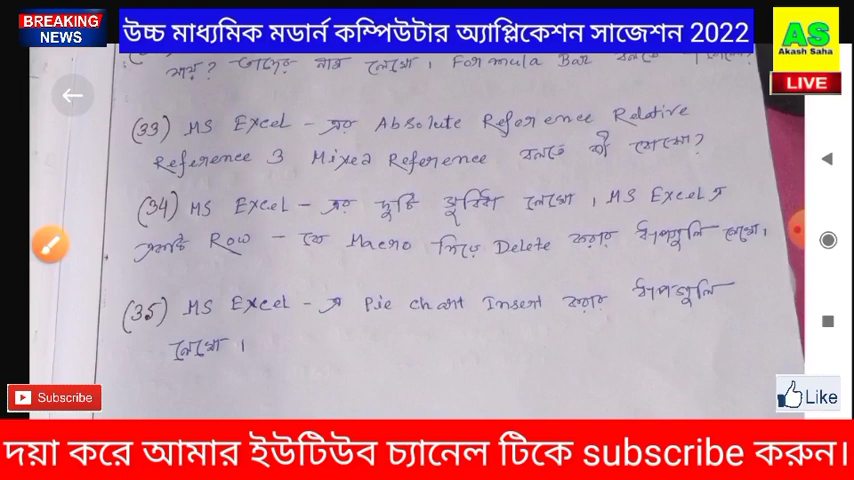 BREAKING
NEWS
উচ্চ মাধ্যমিক মডার্ন কম্পিউটার অ্যাপ্লিকেশন সাজেশন 2022
AS
Akash Saha
LIVE
যায়? তাদের নাম লেখো। Formula Bar বলতে
(33) MS Excel - এর Absolute Reference Relative
Reference ও Mixed Reference বলতে কী বোঝো?
(34) MS Excel - এর দুটি সুবিধা লেখো। MS Excel এ
একটি Row - কে Macro দিয়ে Delete করার ধাপগুলি লেখো।
(35) MS Excel - এ Pie chart Insert করার ধাপগুলি
লেখো।
Subscribe
Like
দয়া করে আমার ইউটিউব চ্যানেল টিকে subscribe করুন।